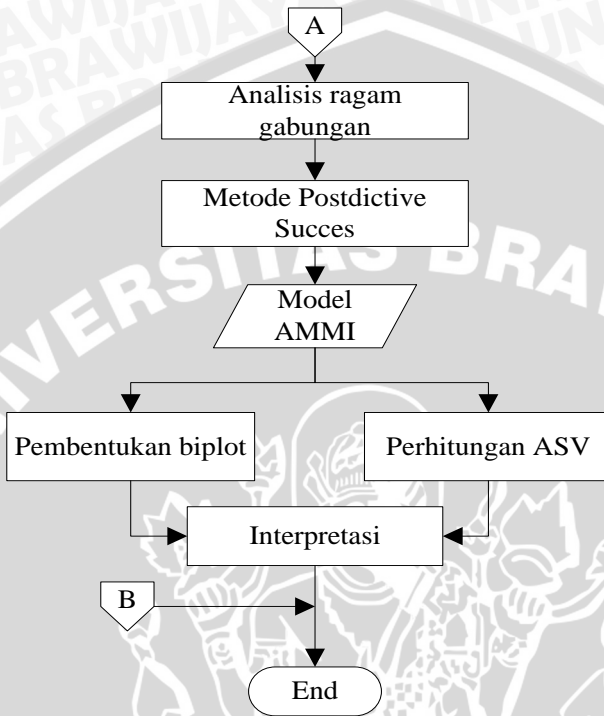 A
Analisis ragam
gabungan
Metode Postdictive
Succes
Model
AMMI
Pembentukan biplot
Perhitungan ASV
Interpretasi
B
End